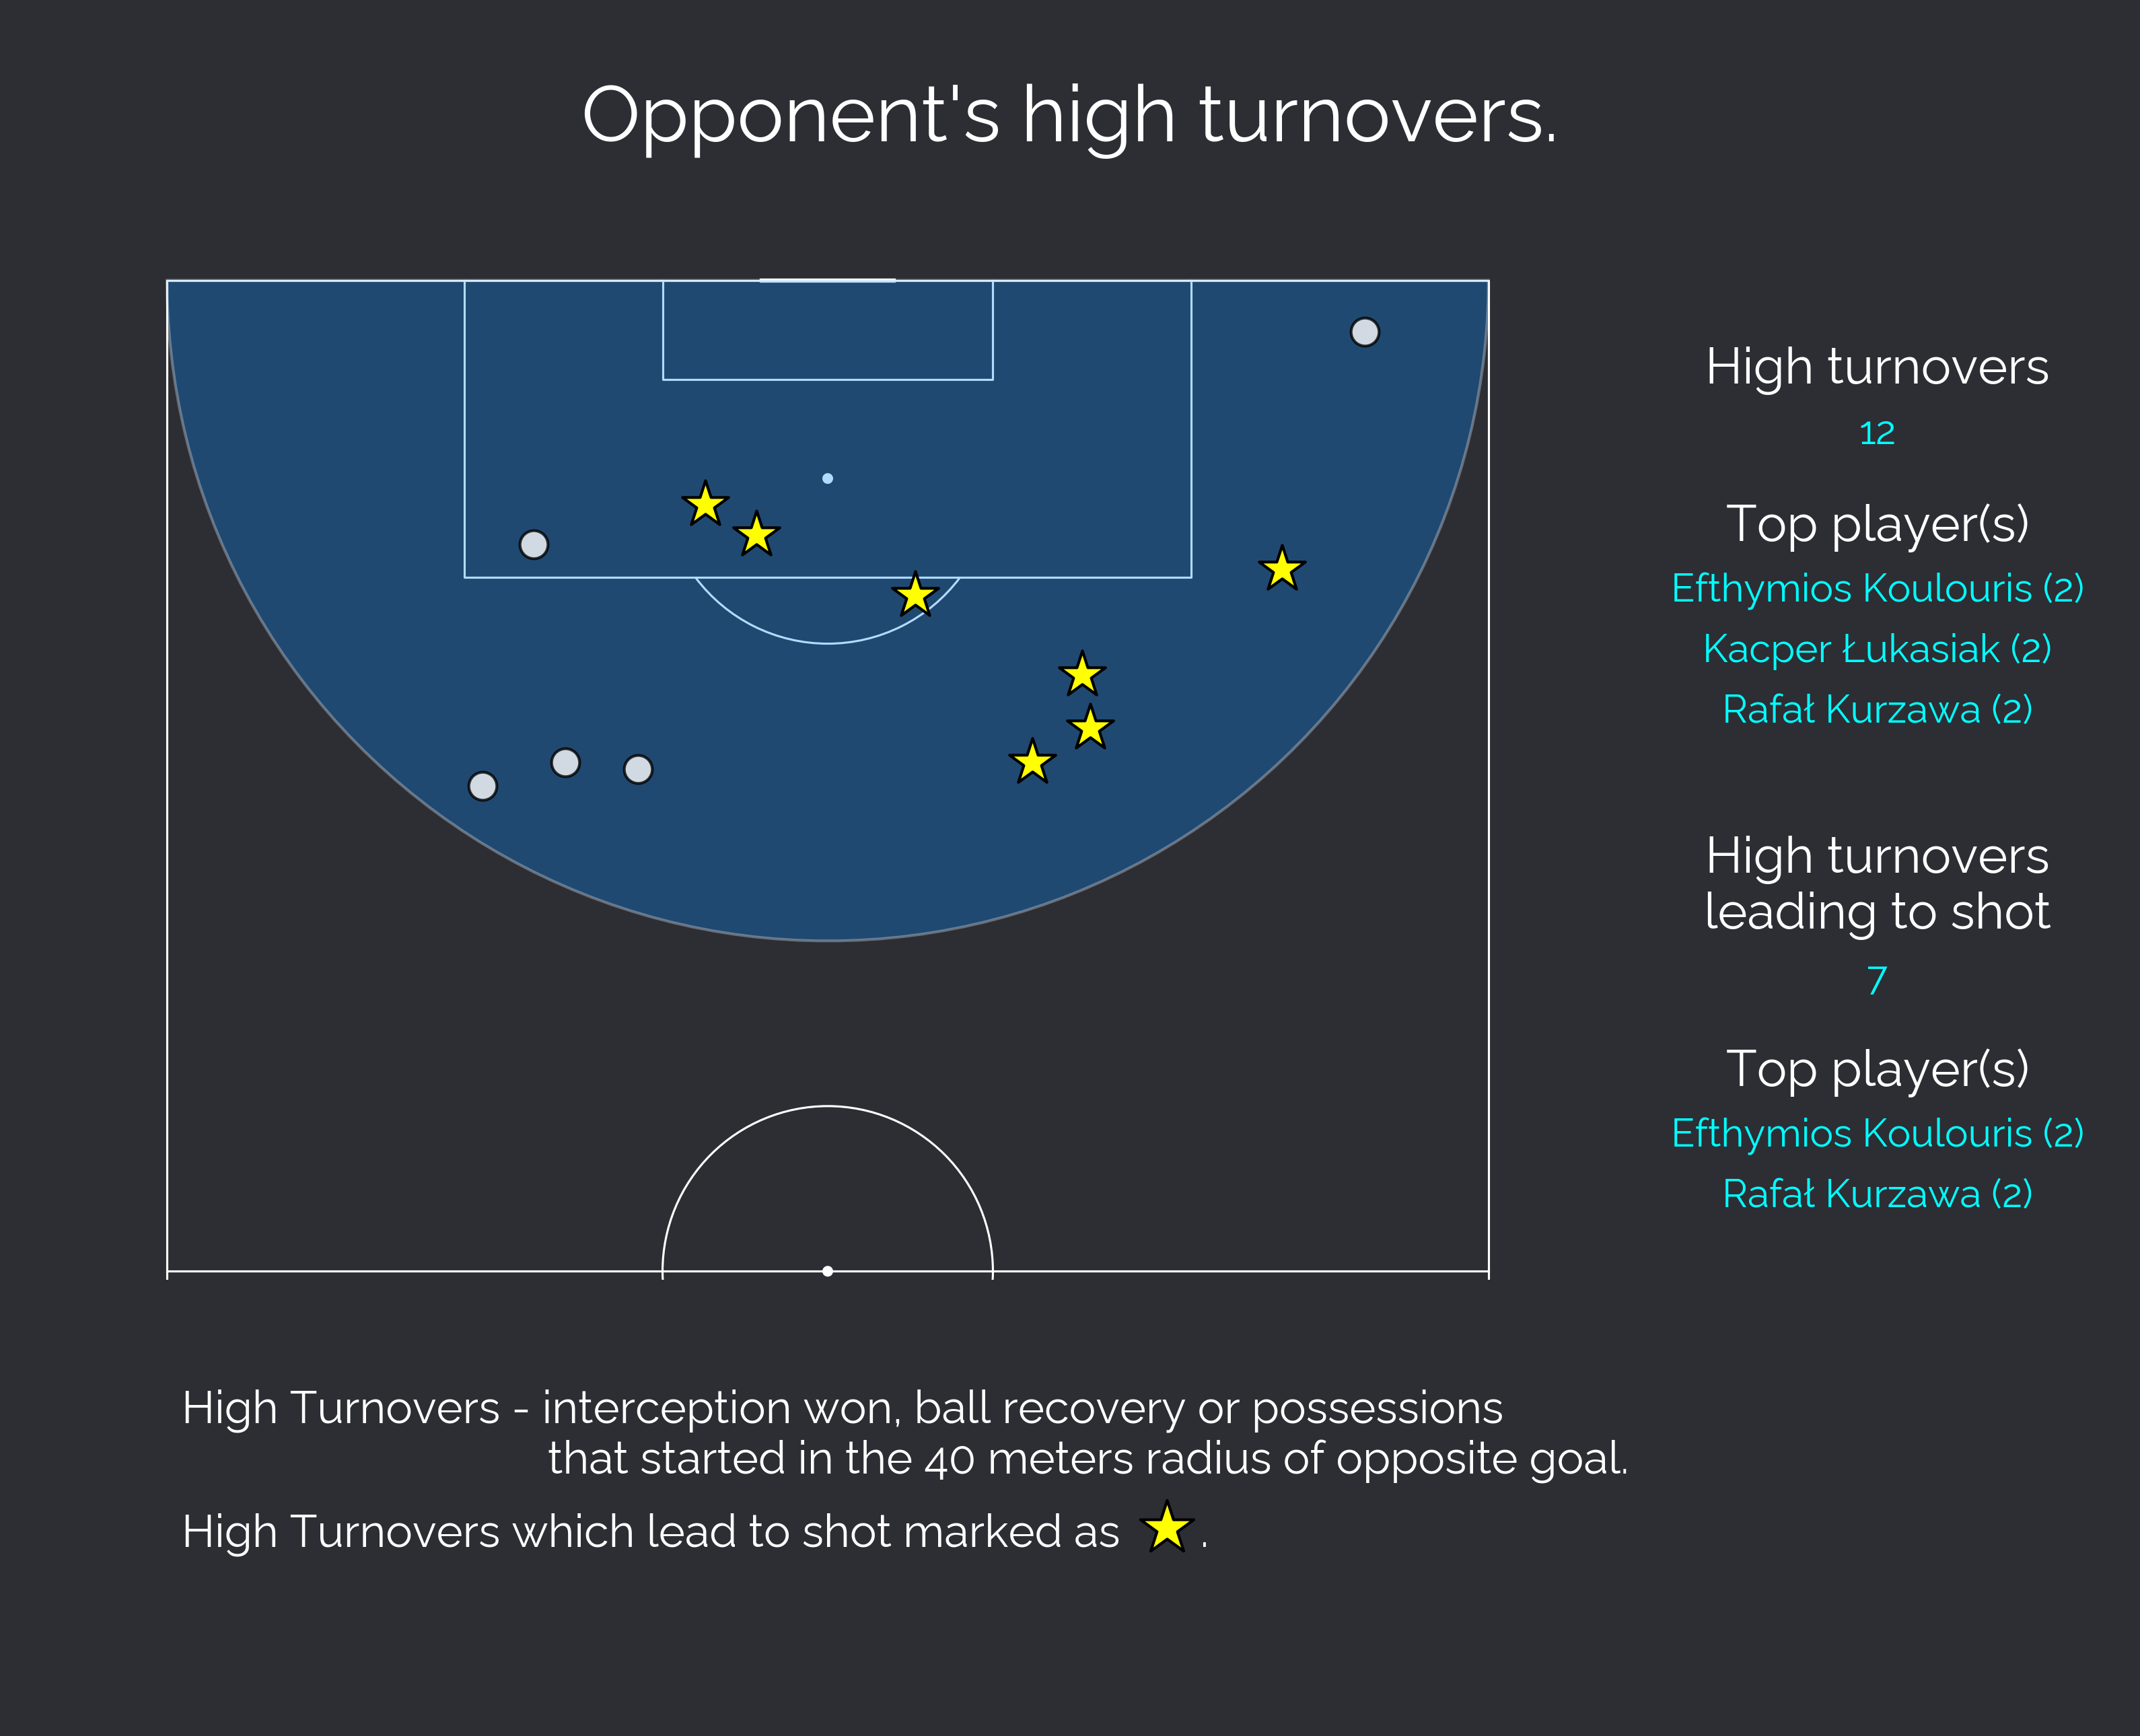 Opponent's high turnovers.
High turnovers
12
Top player(s)
Efthymios Koulouris (2)
Kacper Łukasiak (2)
Rafał Kurzawa (2)
High turnovers
leading to shot
7
Top player(s)
Efthymios Koulouris (2)
Rafał Kurzawa (2)
High Turnovers - interception won, ball recovery or possessions
that started in the 40 meters radius of opposite goal.
High Turnovers which lead to shot marked as .